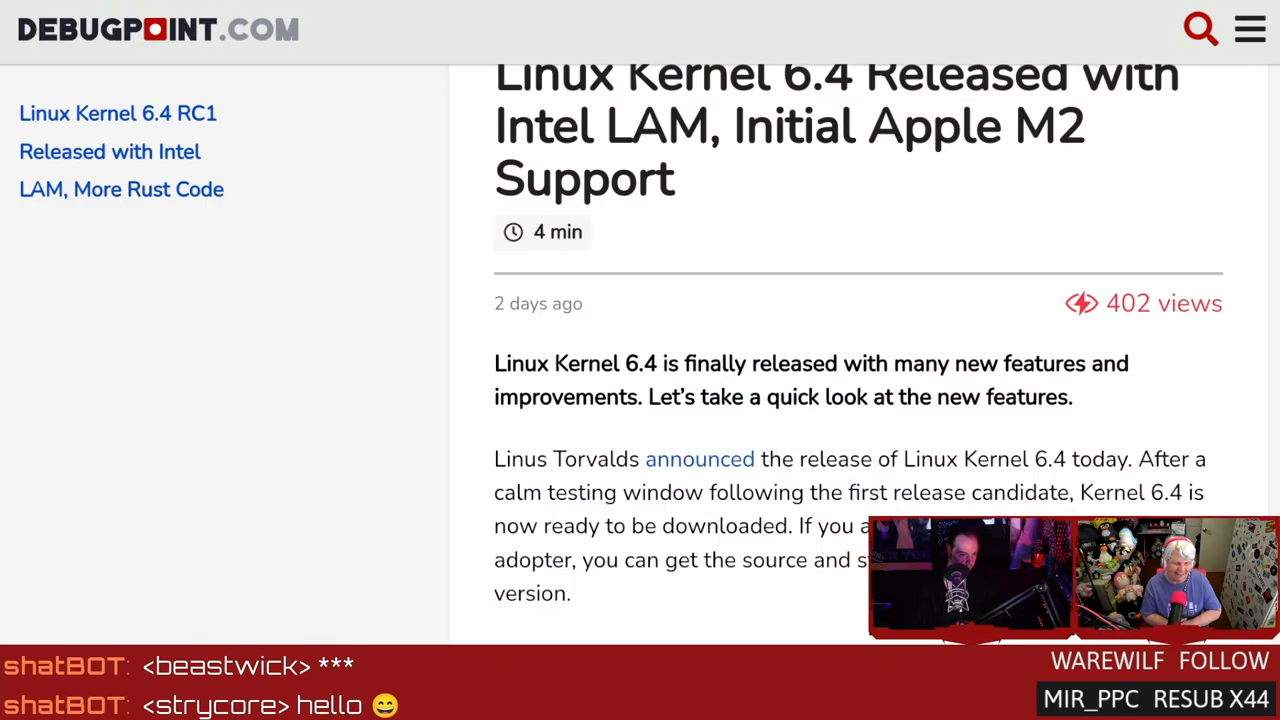 DEBUGPOINT.COM
Linux Kernel 6.4 RC1
Released with Intel
LAM, More Rust Code
Linux Kernel 6.4 Released with
Intel LAM, Initial Apple M2
Support
4 min
2 days ago
402 views
Linux Kernel 6.4 is finally released with many new features and
improvements. Let's take a quick look at the new features.
Linus Torvalds announced the release of Linux Kernel 6.4 today. After a
calm testing window following the first release candidate, Kernel 6.4 is
now ready to be downloaded. If you
adopter, you can get the source and
version.
shatBOT: <beastwick> ***
shatBOT: <strycore> hello 😄
WAREWILF FOLLOW
MIR_PPC RESUB X44